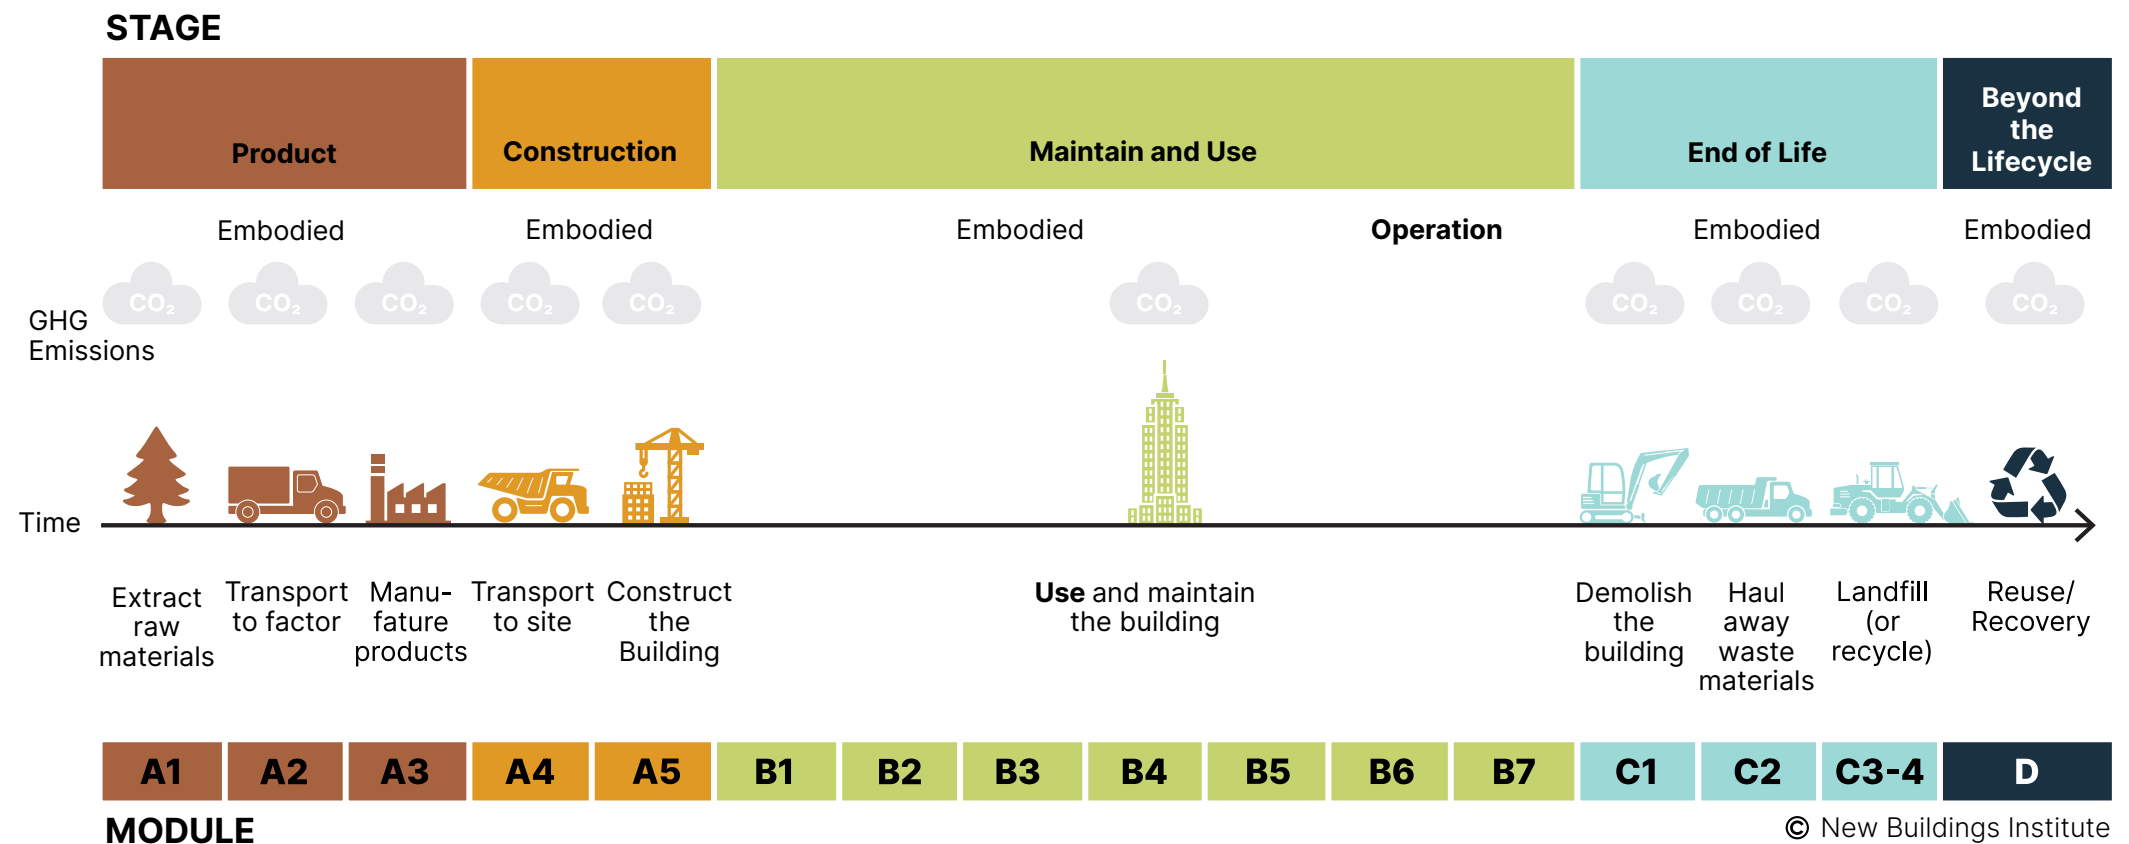 STAGE
Product
Construction
Maintain and Use
End of Life
Beyond
the
Lifecycle
Embodied
Embodied
Embodied
Operation
Embodied
Embodied
GHG
Emissions
CO₂
CO₂
CO₂
CO₂
CO₂
CO₂
CO₂
CO₂
CO₂
CO₂
Time
Extract
raw
materials
Transport
to factor
Manu-
fature
products
Transport
to site
Construct
the
Building
Use and maintain
the building
Demolish
the
building
Haul
away
waste
materials
Landfill
(or
recycle)
Reuse/
Recovery
A1
A2
A3
A4
A5
B1
B2
B3
B4
B5
B6
B7
C1
C2
C3-4
D
MODULE
© New Buildings Institute